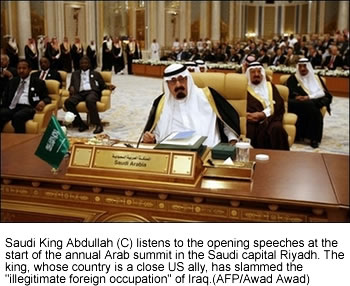 Saudi Arabia
Saudi King Abdullah (C) listens to the opening speeches at the
start of the annual Arab summit in the Saudi capital Riyadh. The
king, whose country is a close US ally, has slammed the
"illegitimate foreign occupation" of Iraq.(AFP/Awad Awad)